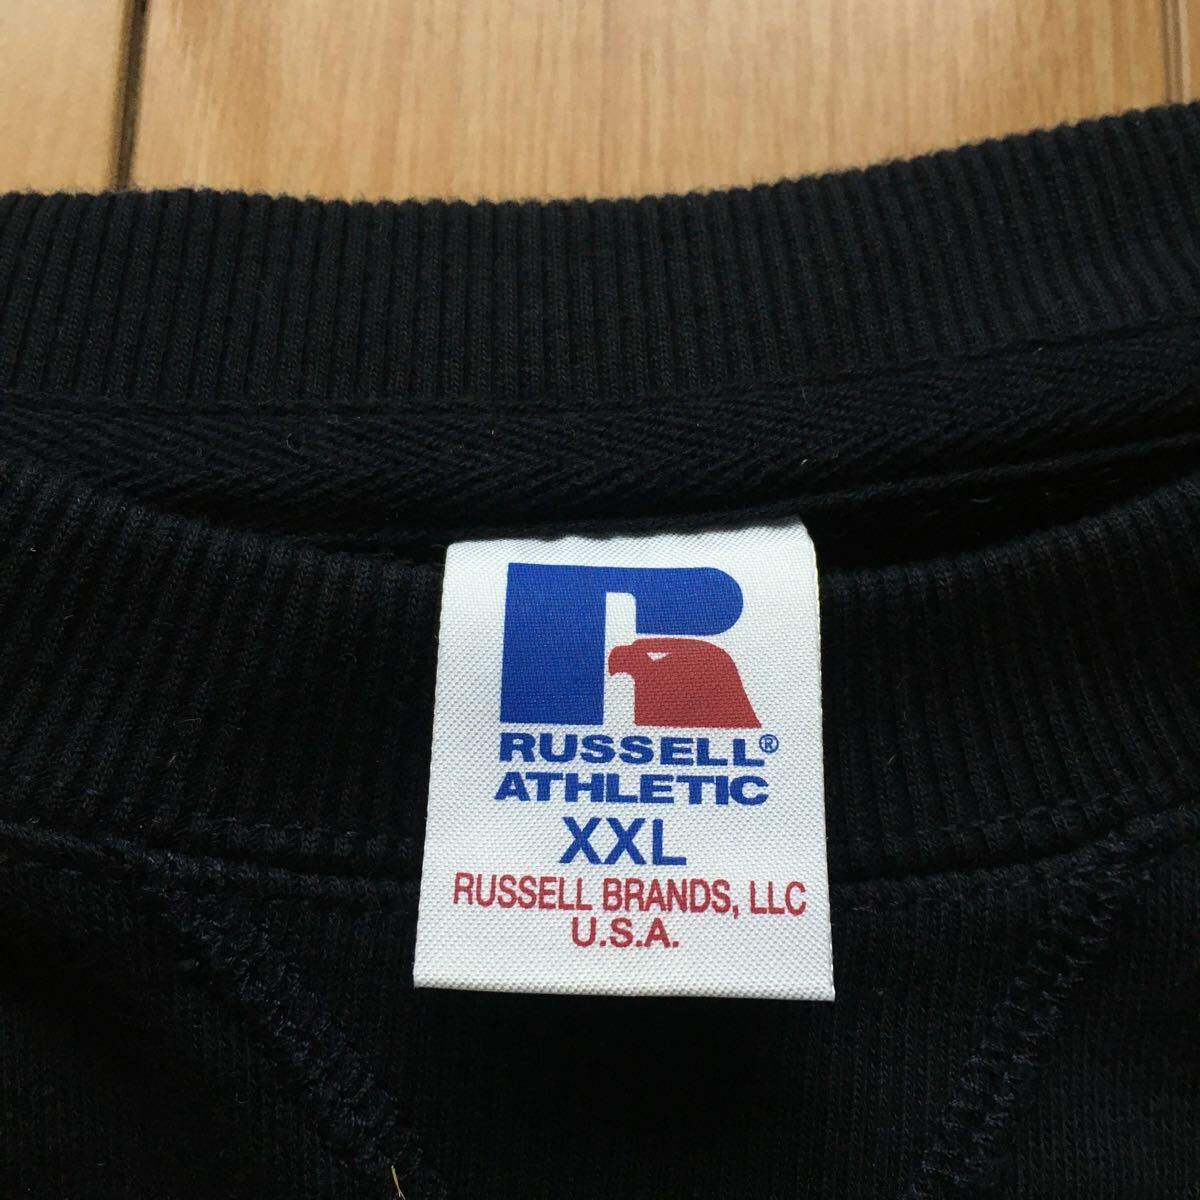 R
RUSSELL®
ATHLETIC
XXL
RUSSELL BRANDS, LLC
U.S.A.